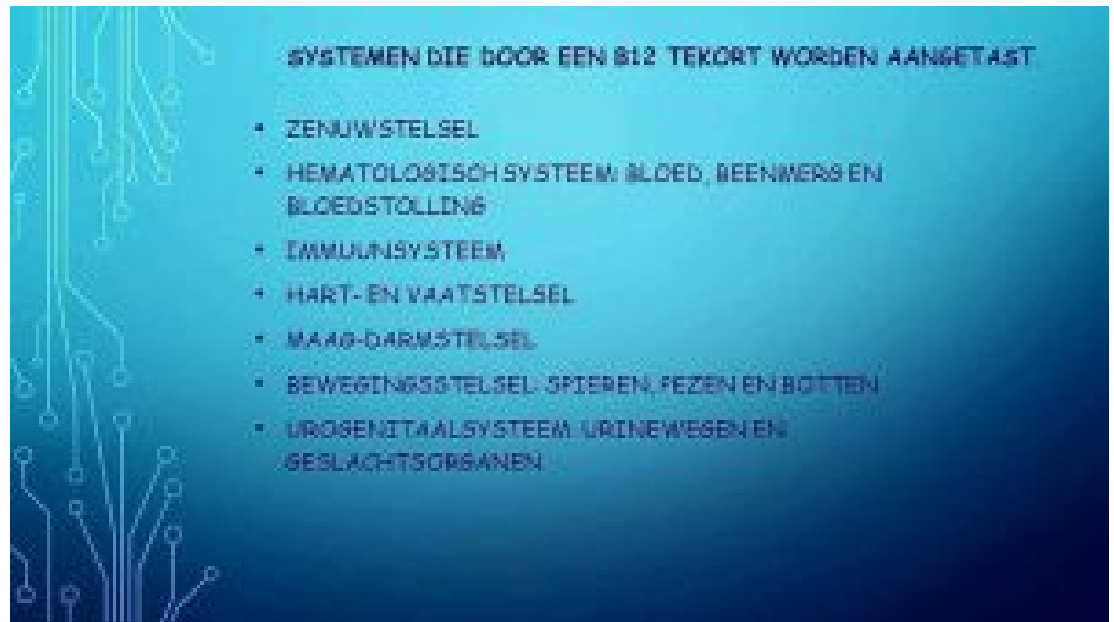 SYSTEMEN DIE DOOR EEN B12 TEKORT WORDEN AANGETAST
• ZENUWSTELSEL
• HEMATOLOGISCH SYSTEEM: BLOED, BEENMERG EN
BLOEDSTOLLING
• IMMUUNSYSTEEM
• HART- EN VAATSTELSEL
• MAAG-DARMSTELSEL
• BEWEGINGSSTELSEL: SPIEREN, PEZEN EN BOTTEN
• UROGENITAALSYSTEEM: URINEWEGEN EN
GESLACHTSORGANEN